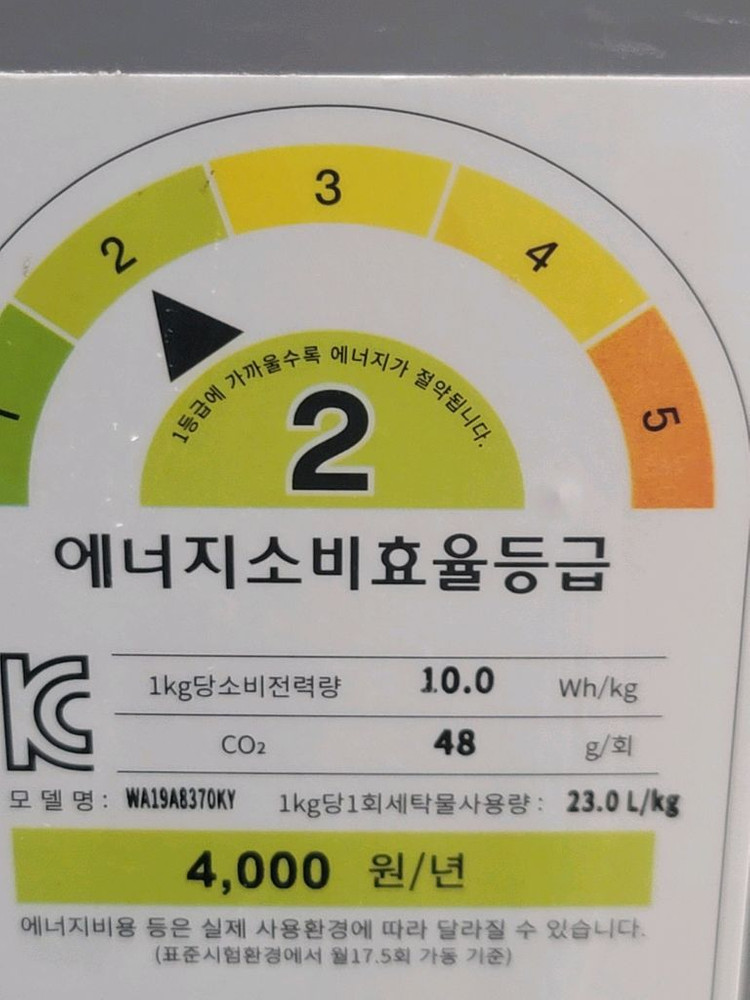 1
2
3
4
5
1등급에 가까울수록 에너지가 절약됩니다.
2
에너지소비효율등급
KC
1kg당소비전력량 10.0 Wh/kg
CO₂ 48 g/회
모델명: WA19A8370KY 1kg당1회세탁물사용량: 23.0 L/kg
4,000 원/년
에너지비용 등은 실제 사용환경에 따라 달라질 수 있습니다.
(표준시험환경에서 월17.5회 가동 기준)